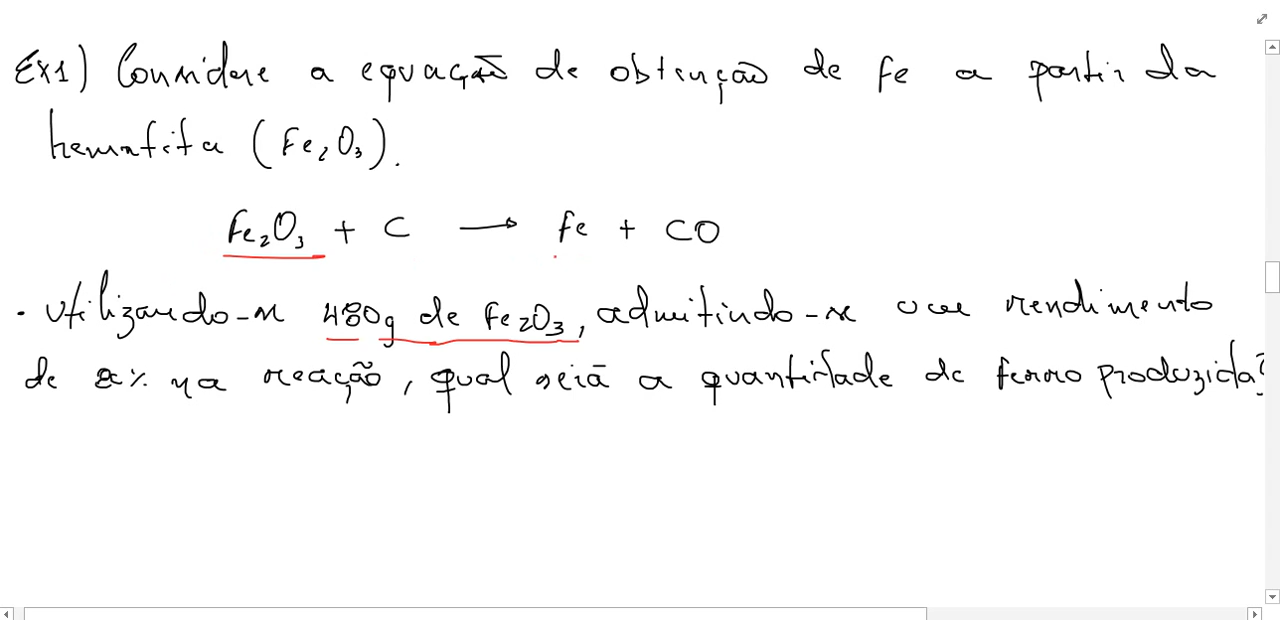 Ex1) Considere a equação de obtenção de Fe a partir da
hematita (Fe₂O₃).
Fe₂O₃ + C → Fe + CO
· Utilizando-se 480g de Fe₂O₃, admitindo-se um rendimento
de % na reação, qual será a quantidade de ferro produzida?